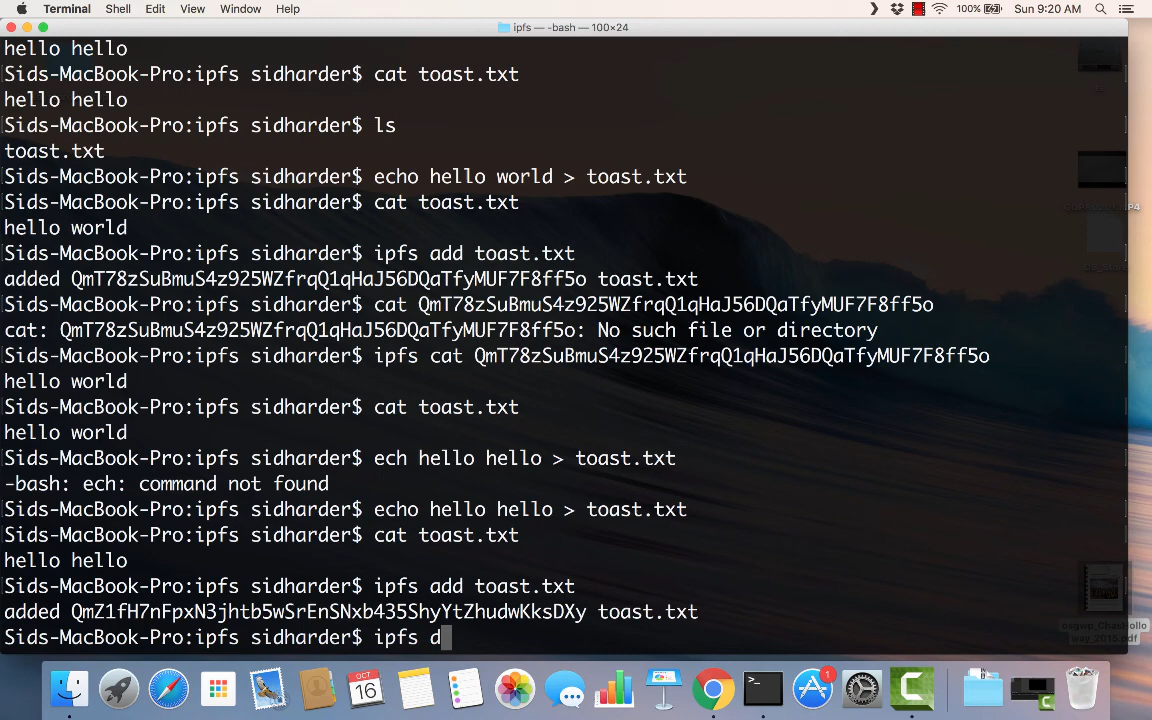 Terminal Shell Edit View Window Help 100% Sun 9:20 AM
ipfs — -bash — 100×24
hello hello
Sids-MacBook-Pro:ipfs sidharder$ cat toast.txt
hello hello
Sids-MacBook-Pro:ipfs sidharder$ ls
toast.txt
Sids-MacBook-Pro:ipfs sidharder$ echo hello world > toast.txt
Sids-MacBook-Pro:ipfs sidharder$ cat toast.txt
hello world
Sids-MacBook-Pro:ipfs sidharder$ ipfs add toast.txt
added QmT78zSuBmuS4z925WZfrqQ1qHaJ56DQaTfyMUF7F8ff5o toast.txt
Sids-MacBook-Pro:ipfs sidharder$ cat QmT78zSuBmuS4z925WZfrqQ1qHaJ56DQaTfyMUF7F8ff5o
cat: QmT78zSuBmuS4z925WZfrqQ1qHaJ56DQaTfyMUF7F8ff5o: No such file or directory
Sids-MacBook-Pro:ipfs sidharder$ ipfs cat QmT78zSuBmuS4z925WZfrqQ1qHaJ56DQaTfyMUF7F8ff5o
hello world
Sids-MacBook-Pro:ipfs sidharder$ cat toast.txt
hello world
Sids-MacBook-Pro:ipfs sidharder$ ech hello hello > toast.txt
-bash: ech: command not found
Sids-MacBook-Pro:ipfs sidharder$ echo hello hello > toast.txt
Sids-MacBook-Pro:ipfs sidharder$ cat toast.txt
hello hello
Sids-MacBook-Pro:ipfs sidharder$ ipfs add toast.txt
added QmZ1fH7nFpxN3jhtb5wSrEnSNxb435ShyYtZhudwKksDXy toast.txt
Sids-MacBook-Pro:ipfs sidharder$ ipfs d
osgwp_ChasHollo
way_2016.pdf
OCT
16
1